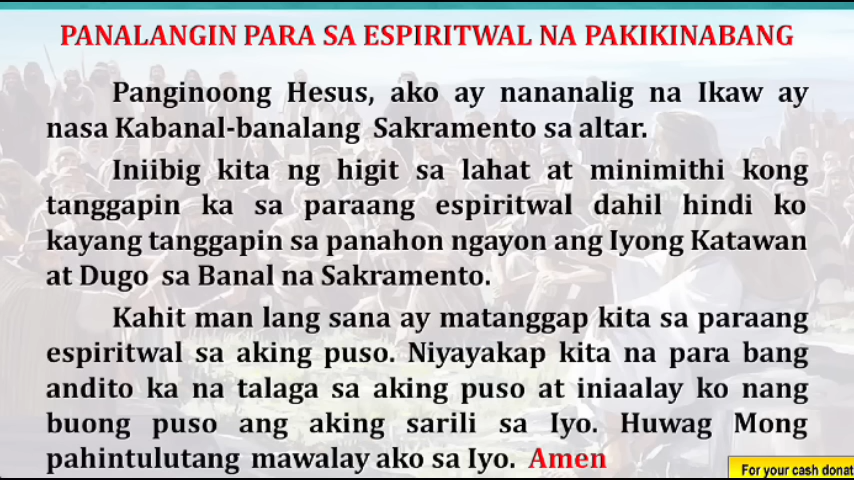 PANALANGIN PARA SA ESPIRITWAL NA PAKIKINABANG
Panginoong Hesus, ako ay nananalig na Ikaw ay
nasa Kabanal-banalang Sakramento sa altar.
Iniibig kita ng higit sa lahat at minimithi kong
tanggapin ka sa paraang espiritwal dahil hindi ko
kayang tanggapin sa panahon ngayon ang Iyong Katawan
at Dugo sa Banal na Sakramento.
Kahit man lang sana ay matanggap kita sa paraang
espiritwal sa aking puso. Niyayakap kita na para bang
andito ka na talaga sa aking puso at iniaalay ko nang
buong puso ang aking sarili sa Iyo. Huwag Mong
pahintulutang mawalay ako sa Iyo. Amen
For your cash donat